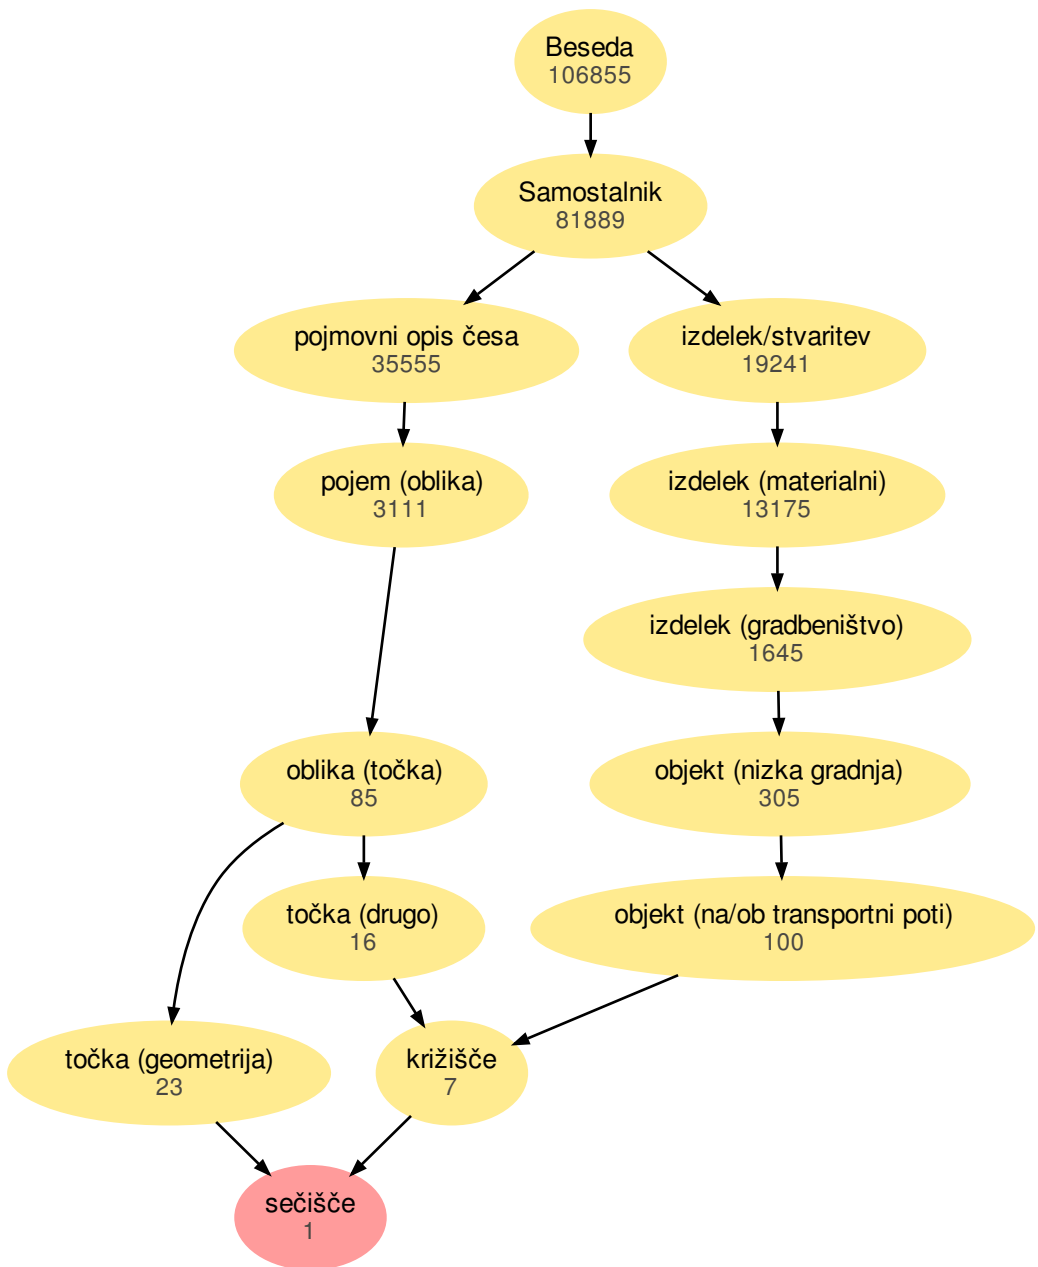 Beseda
106855
Samostalnik
81889
pojmovni opis česa
35555
izdelek/stvaritev
19241
pojem (oblika)
3111
izdelek (materialni)
13175
izdelek (gradbeništvo)
1645
oblika (točka)
85
objekt (nizka gradnja)
305
točka (drugo)
16
objekt (na/ob transportni poti)
100
točka (geometrija)
23
križišče
7
sečišče
1